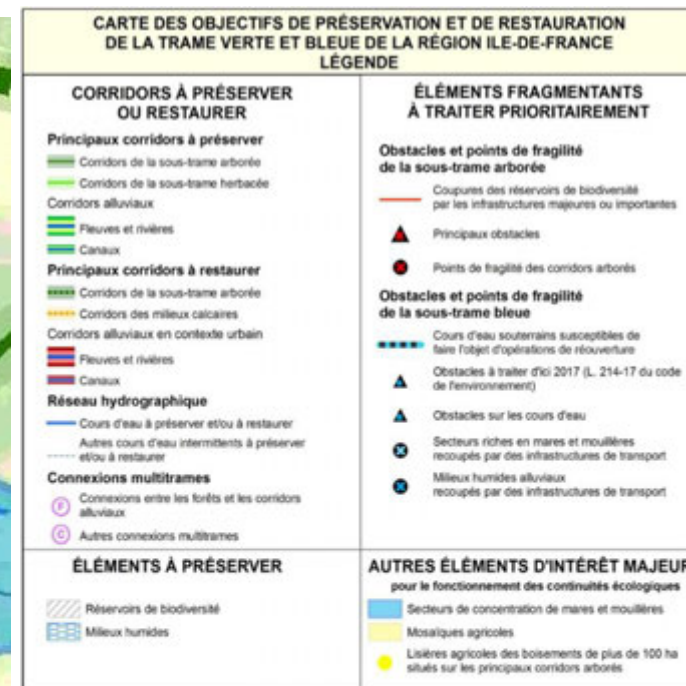 CARTE DES OBJECTIFS DE PRÉSERVATION ET DE RESTAURATION
DE LA TRAME VERTE ET BLEUE DE LA RÉGION ILE-DE-FRANCE
LÉGENDE
CORRIDORS À PRÉSERVER
OU RESTAURER
Principaux corridors à préserver
Corridors de la sous-trame arborée
Corridors de la sous-trame herbacée
Corridors alluviaux
Fleuves et rivières
Canaux
Principaux corridors à restaurer
Corridors de la sous-trame arborée
Corridors des milieux calcaires
Corridors alluviaux en contexte urbain
Fleuves et rivières
Canaux
Réseau hydrographique
Cours d'eau à préserver et/ou à restaurer
Autres cours d'eau intermittents à préserver
et/ou à restaurer
Connexions multitrames
F Connexions entre les forêts et les corridors
alluviaux
C Autres connexions multitrames
ÉLÉMENTS FRAGMENTANTS
À TRAITER PRIORITAIREMENT
Obstacles et points de fragilité
de la sous-trame arborée
Coupures des réservoirs de biodiversité
par les infrastructures majeures ou importantes
Principaux obstacles
Points de fragilité des corridors arborés
Obstacles et points de fragilité
de la sous-trame bleue
Cours d'eau souterrains susceptibles de
faire l'objet d'opérations de réouverture
Obstacles à traiter d'ici 2017 (L. 214-17 du code
de l'environnement)
Obstacles sur les cours d'eau
Secteurs riches en mares et mouillères
recoupés par des infrastructures de transport
Milieux humides alluviaux
recoupés par des infrastructures de transport
ÉLÉMENTS À PRÉSERVER
Réservoirs de biodiversité
Milieux humides
AUTRES ÉLÉMENTS D'INTÉRÊT MAJEUR
pour le fonctionnement des continuités écologiques
Secteurs de concentration de mares et mouillères
Mosaïques agricoles
Lisières agricoles des boisements de plus de 100 ha
situés sur les principaux corridors arborés